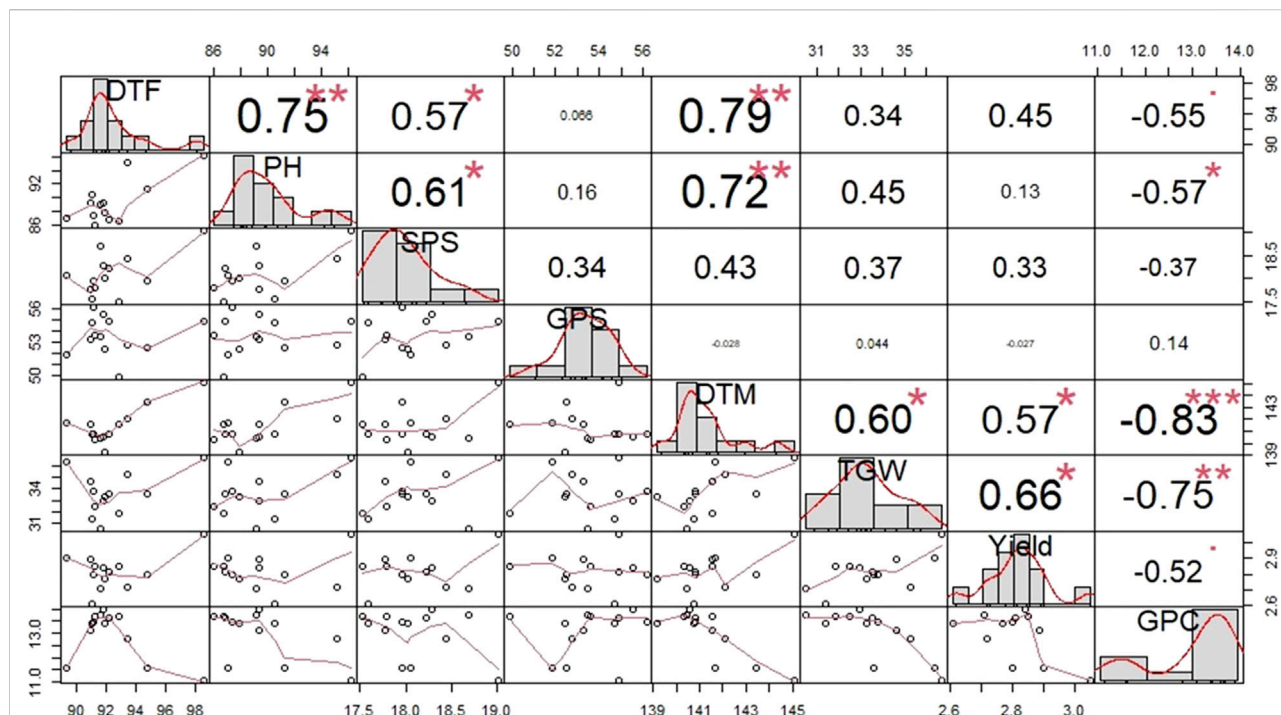 86 90 94 50 52 54 56 31 33 35 11.0 12.0 13.0 14.0
DTF 0.75** 0.57* 0.066 0.79** 0.34 0.45 -0.55. 90 94 98
86 92 PH 0.61* 0.16 0.72** 0.45 0.13 -0.57*
SPS 0.34 0.43 0.37 0.33 -0.37 17.5 18.5
50 53 56 GPS -0.028 0.044 -0.027 0.14
DTM 0.60* 0.57* -0.83*** 139 143
31 34 TGW 0.66* -0.75**
Yield -0.52. 2.6 2.9
11.0 13.0 GPC
90 92 94 96 98 17.5 18.0 18.5 19.0 139 141 143 145 2.6 2.8 3.0